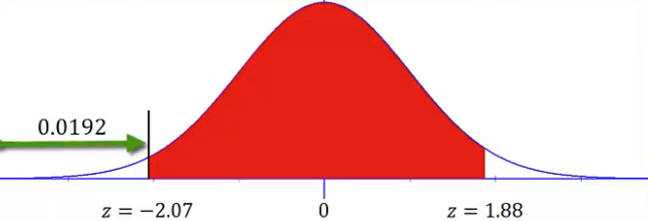 0.0192
z = −2.07
0
z = 1.88